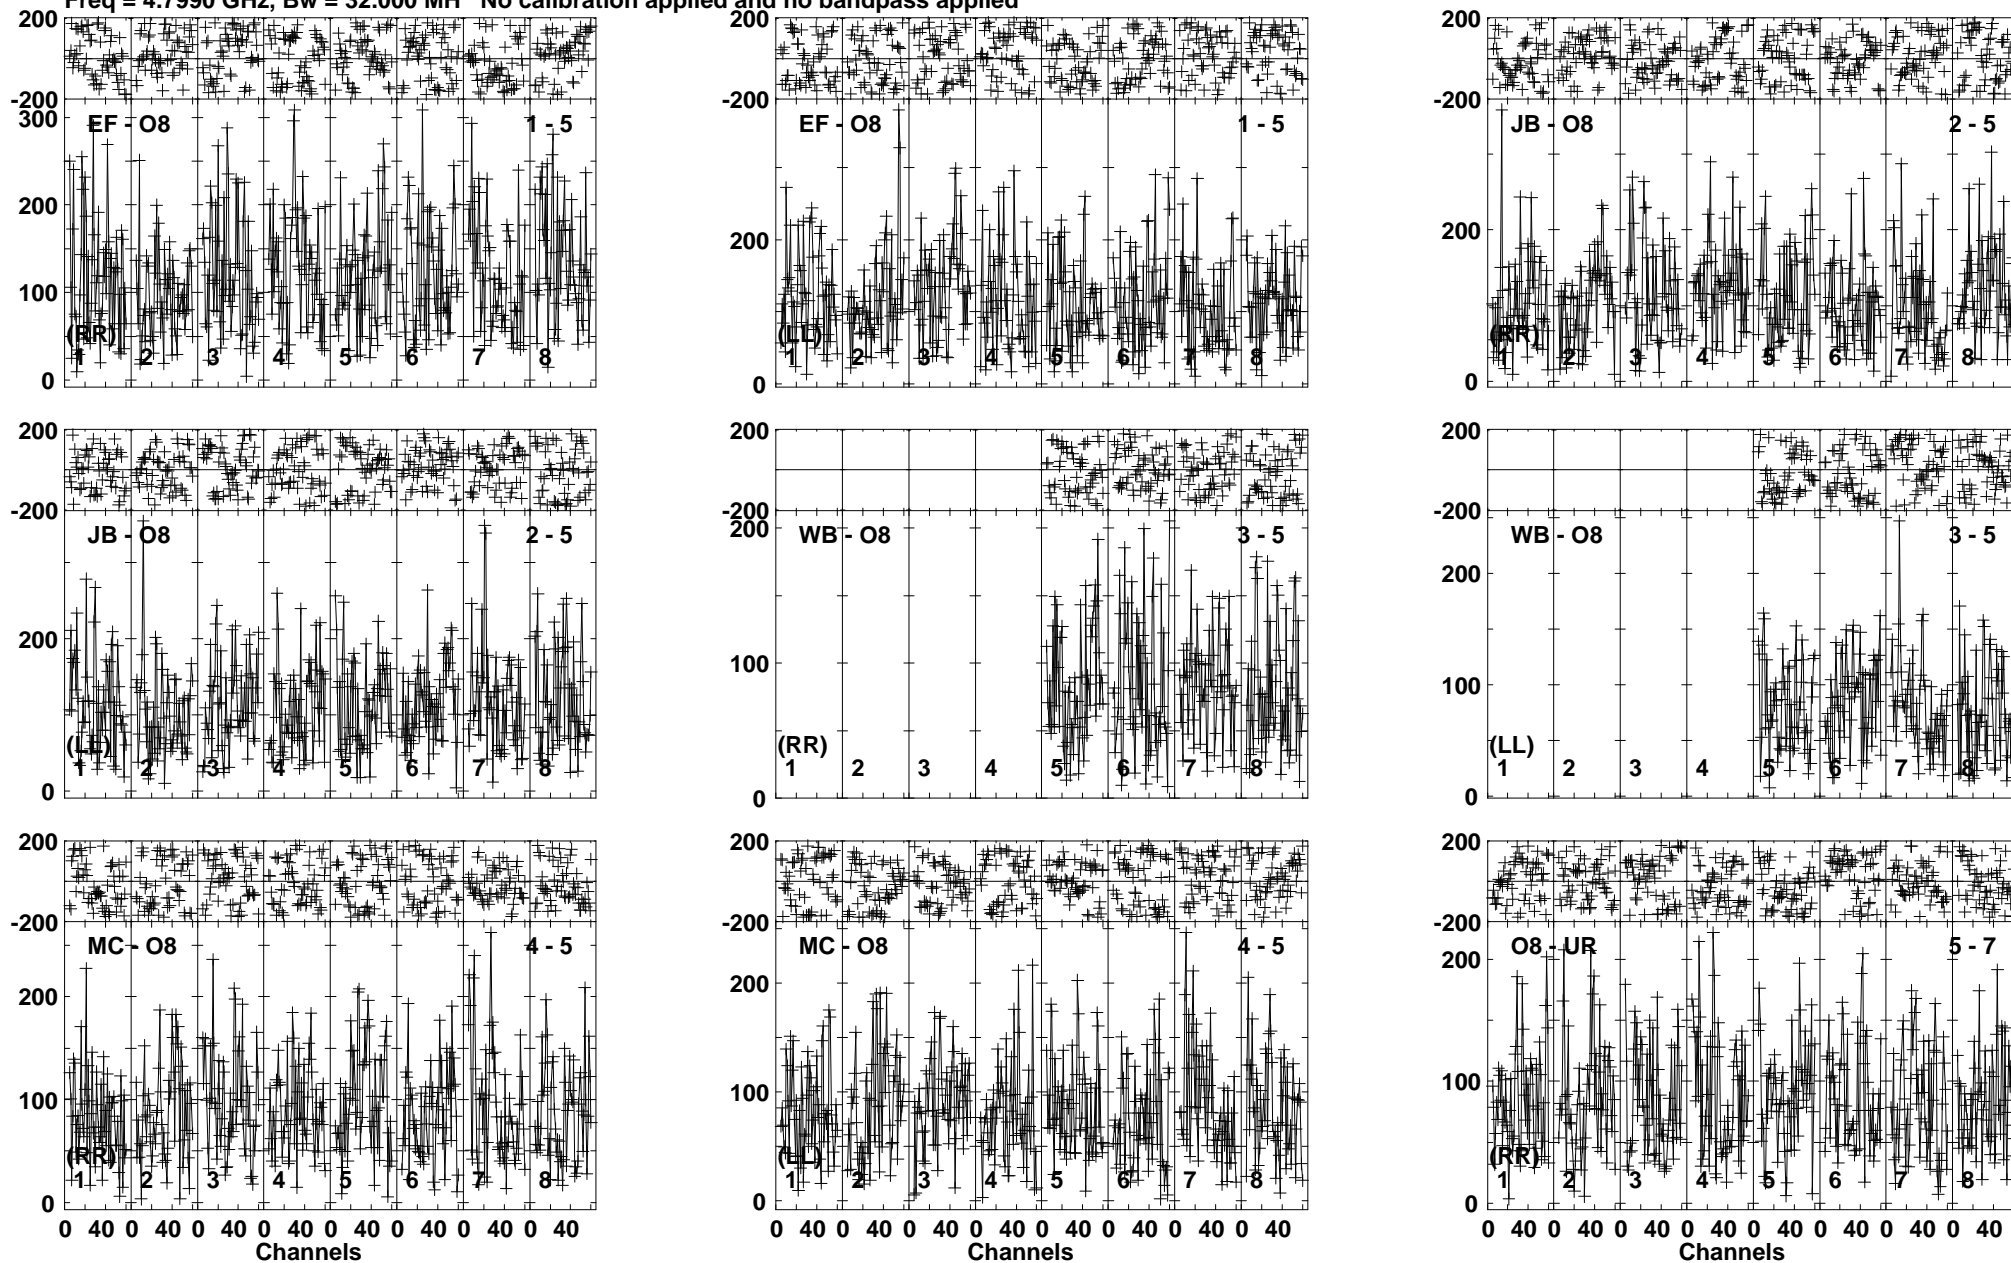 Freq = 4.7990 GHz, Bw = 32.000 MH No calibration applied and no bandpass applied
200 200 200
-200 -200 -200
300 EF - O8 1 - 5 EF - O8 1 - 5 JB - O8 2 - 5
200 200 200
100
(RR) (LL) (RR)
1 2 3 4 5 6 7 8 1 2 3 4 5 6 7 8 1 2 3 4 5 6 7 8
0 0 0
200 200 200
-200 -200 -200
JB - O8 2 - 5 WB - O8 3 - 5 WB - O8 3 - 5
200 200 200
100 100
(LL) (RR) (LL)
1 2 3 4 5 6 7 8 1 2 3 4 5 6 7 8 1 2 3 4 5 6 7 8
0 0 0
200 200 200
-200 -200 -200
MC - O8 4 - 5 MC - O8 4 - 5 O8 - UR 5 - 7
200 200 200
100 100 100
(RR) (LL) (RR)
1 2 3 4 5 6 7 8 1 2 3 4 5 6 7 8 1 2 3 4 5 6 7 8
0 0 0
0 40 0 40 0 40 0 40 0 40 0 40 0 40 0 40 0 40 0 40 0 40 0 40 0 40 0 40 0 40 0 40 0 40 0 40 0 40 0 40 0 40 0 40 0 40 0 40
Channels Channels Channels